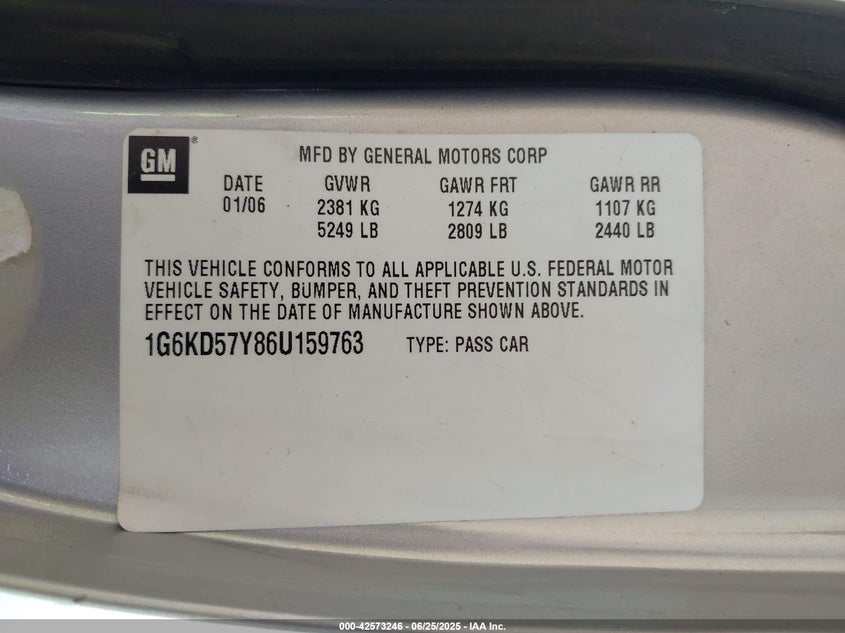 GM ®
MFD BY GENERAL MOTORS CORP
DATE GVWR GAWR FRT GAWR RR
01/06 2381 KG 1274 KG 1107 KG
5249 LB 2809 LB 2440 LB
THIS VEHICLE CONFORMS TO ALL APPLICABLE U.S. FEDERAL MOTOR
VEHICLE SAFETY, BUMPER, AND THEFT PREVENTION STANDARDS IN
EFFECT ON THE DATE OF MANUFACTURE SHOWN ABOVE.
1G6KD57Y86U159763 TYPE: PASS CAR
000-42573246 - 06/25/2025 - IAA Inc.